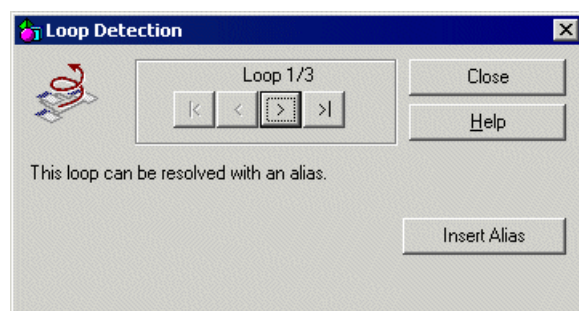 Loop Detection
Loop 1/3
Close
Help
This loop can be resolved with an alias.
Insert Alias